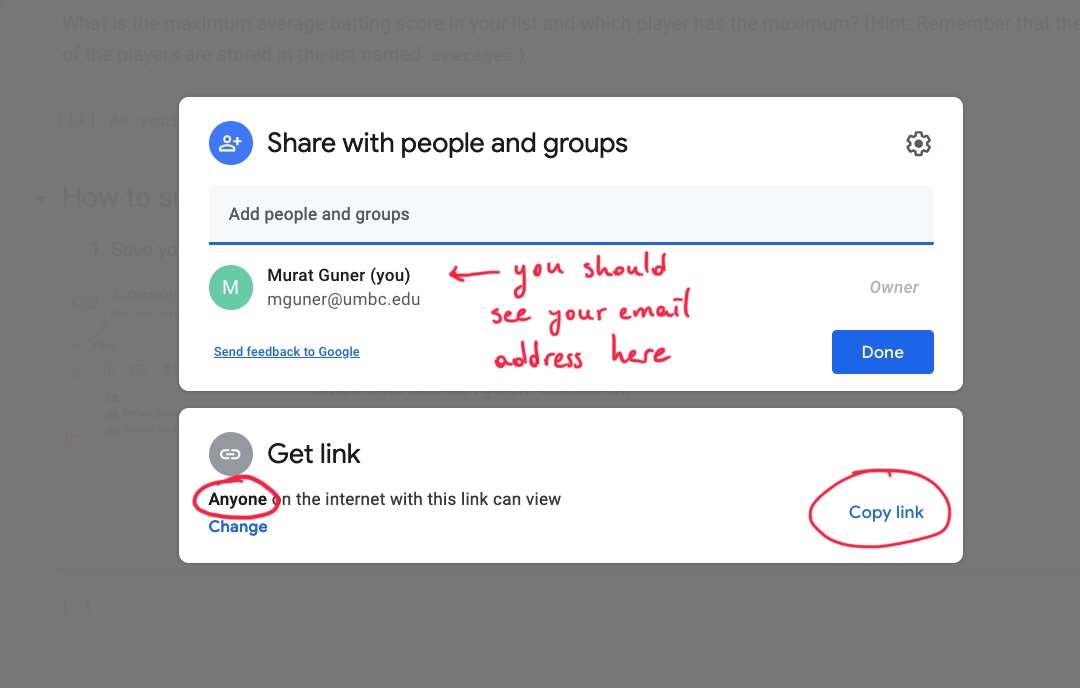 What is the maximum average batting score in your list and which player has the maximum? (Hint: Remember that the
of the players are stored in the list named averages)
## your
How to su
1. Save yo
Share with people and groups
Add people and groups
M
Murat Guner (you)
mguner@umbc.edu
Owner
← you should
see your email
address here
Send feedback to Google
Done
Get link
Anyone on the internet with this link can view
Change
Copy link